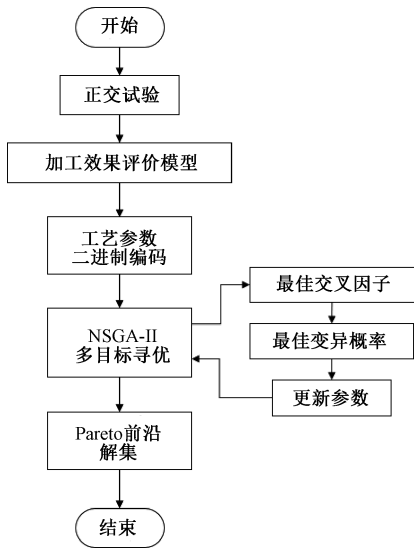 开始
正交试验
加工效果评价模型
工艺参数
二进制编码
NSGA-II
多目标寻优
最佳交叉因子
最佳变异概率
更新参数
Pareto前沿
解集
结束